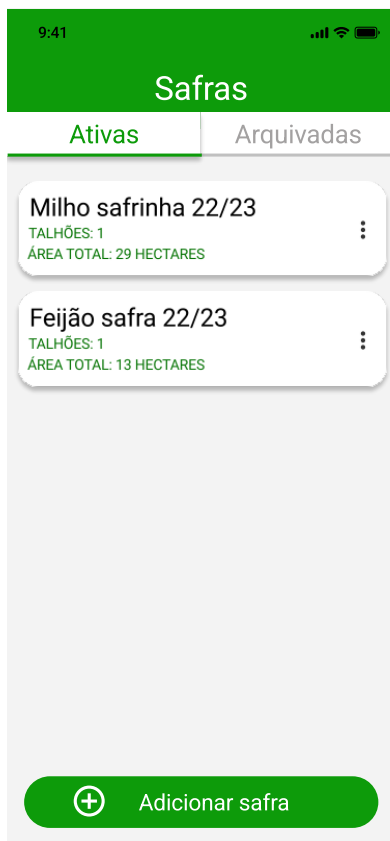 9:41
Safras
Ativas
Arquivadas
Milho safrinha 22/23
TALHÕES: 1
ÁREA TOTAL: 29 HECTARES
Feijão safra 22/23
TALHÕES: 1
ÁREA TOTAL: 13 HECTARES
Adicionar safra